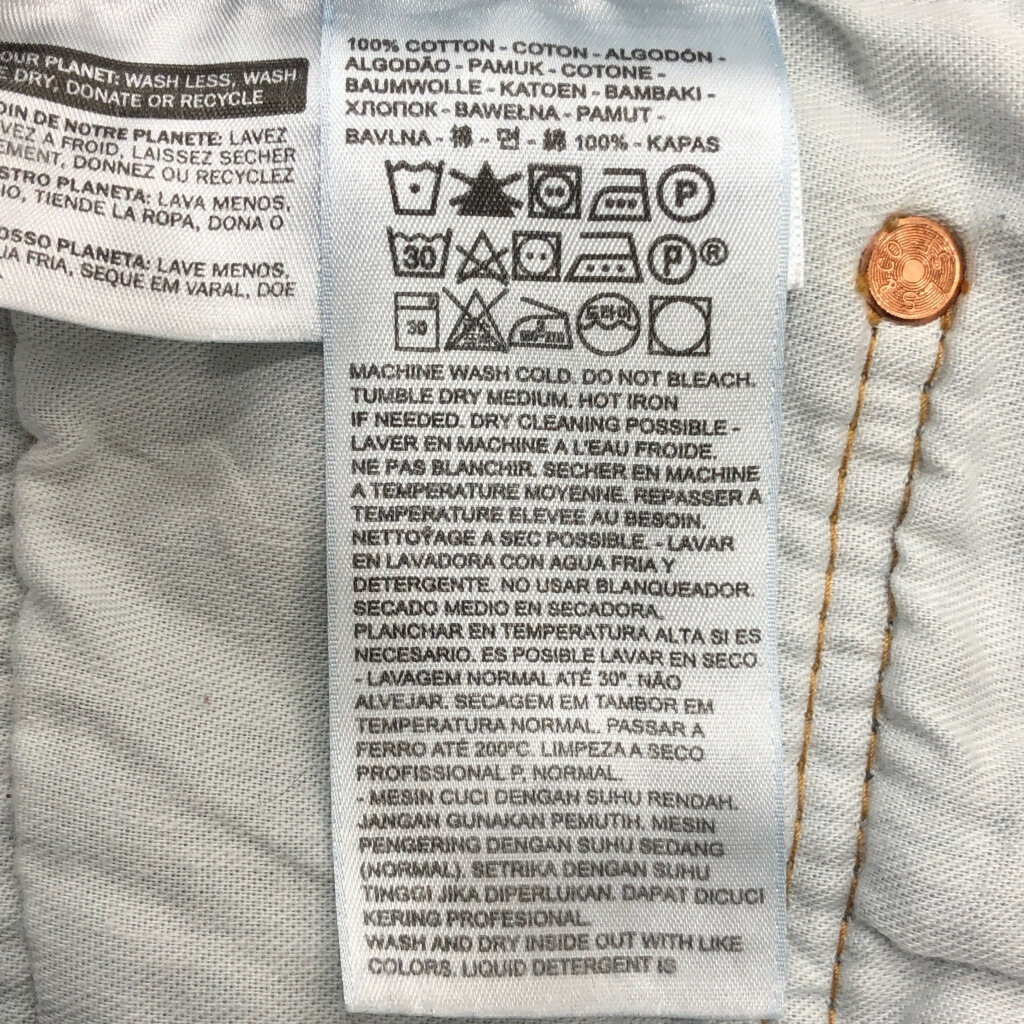 OUR PLANET: WASH LESS, WASH
DRY, DONATE OR RECYCLE
DE NOTRE PLANETE: LAVEZ
À FROID, LAISSEZ SECHER
DONNEZ OU RECYCLEZ
PLANETA: LAVA MENOS,
TIENDE LA ROPA, DONA O
PLANETA: LAVE MENOS,
FRIA, SEQUE EM VARAL, DOE
100% COTTON - COTON - ALGODÓN -
ALGODÃO - PAMUK - COTONE -
BAUMWOLLE - KATOEN - BAMBAKI -
ХЛОПОК - BAWEŁNA - PAMUT -
BAVLNA - 棉 - 면 - 綿 100% - KAPAS
P
30 P®
30 드라이
MACHINE WASH COLD. DO NOT BLEACH.
TUMBLE DRY MEDIUM. HOT IRON
IF NEEDED. DRY CLEANING POSSIBLE -
LAVER EN MACHINE A L'EAU FROIDE.
NE PAS BLANCHIR. SECHER EN MACHINE
A TEMPERATURE MOYENNE. REPASSER A
TEMPERATURE ELEVEE AU BESOIN.
NETTOYAGE A SEC POSSIBLE. - LAVAR
EN LAVADORA CON AGUA FRIA Y
DETERGENTE. NO USAR BLANQUEADOR.
SECADO MEDIO EN SECADORA.
PLANCHAR EN TEMPERATURA ALTA SI ES
NECESARIO. ES POSIBLE LAVAR EN SECO
- LAVAGEM NORMAL ATÉ 30°. NÃO
ALVEJAR. SECAGEM EM TAMBOR EM
TEMPERATURA NORMAL. PASSAR A
FERRO ATÉ 200°C. LIMPEZA A SECO
PROFISSIONAL P, NORMAL.
- MESIN CUCI DENGAN SUHU RENDAH.
JANGAN GUNAKAN PEMUTIH. MESIN
PENGERING DENGAN SUHU SEDANG
(NORMAL). SETRIKA DENGAN SUHU
TINGGI JIKA DIPERLUKAN. DAPAT DICUCI
KERING PROFESIONAL
WASH AND DRY INSIDE OUT WITH LIKE
COLORS. LIQUID DETERGENT IS